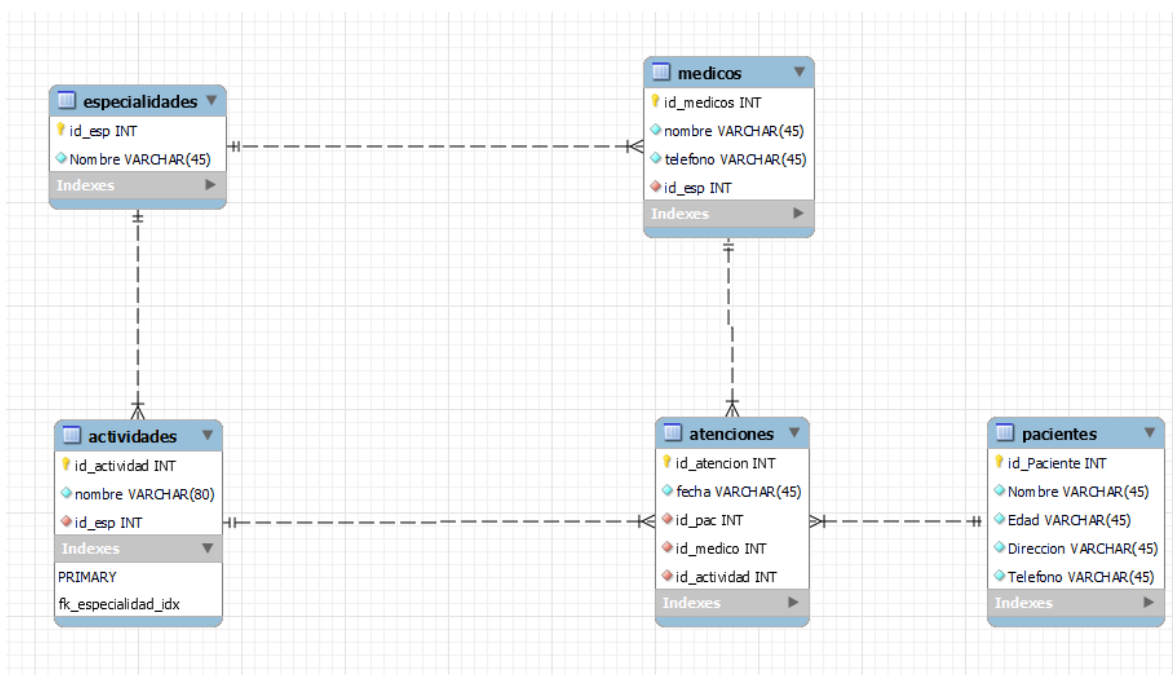 especialidades
id_esp INT
Nombre VARCHAR(45)
Indexes
medicos
id_medicos INT
nombre VARCHAR(45)
telefono VARCHAR(45)
id_esp INT
Indexes
actividades
id_actividad INT
nombre VARCHAR(80)
id_esp INT
Indexes
PRIMARY
fk_especialidad_idx
atenciones
id_atencion INT
fecha VARCHAR(45)
id_pac INT
id_medico INT
id_actividad INT
Indexes
pacientes
id_Paciente INT
Nombre VARCHAR(45)
Edad VARCHAR(45)
Direccion VARCHAR(45)
Telefono VARCHAR(45)
Indexes